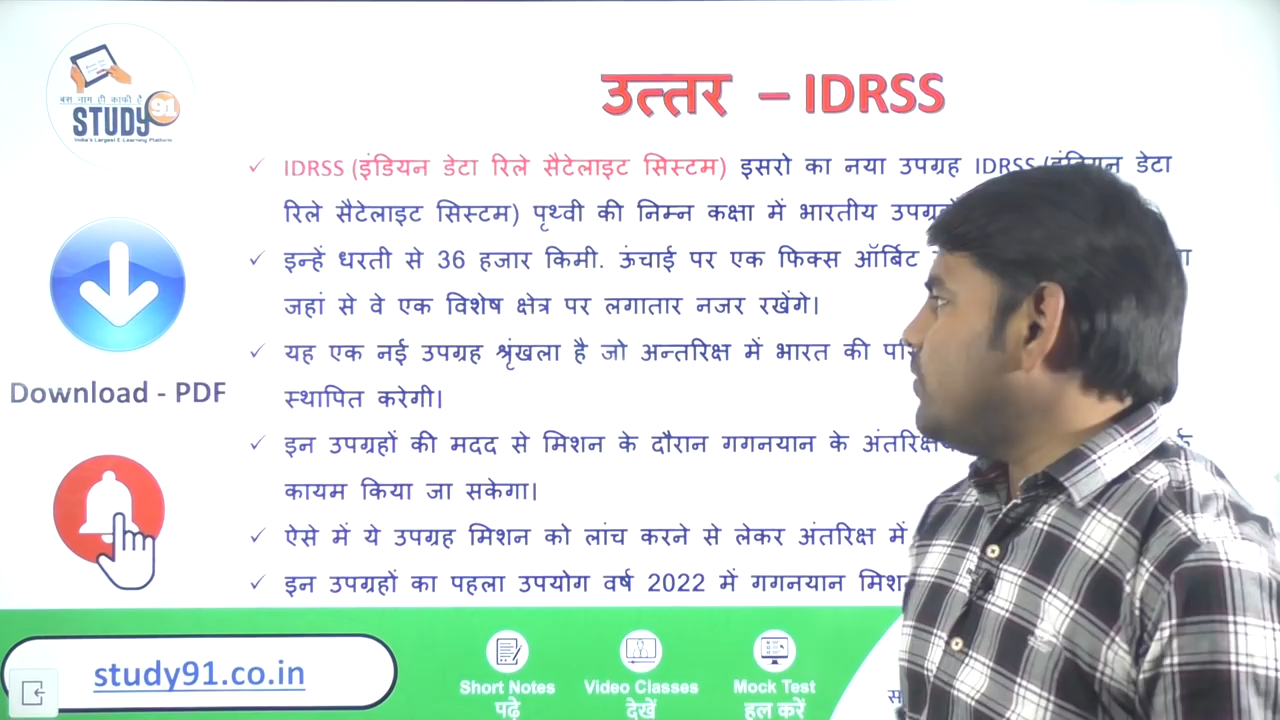 बस नाम ही काफी है
STUDY 91
India's Largest E-Learning Platform
उत्तर – IDRSS
✓ IDRSS (इंडियन डेटा रिले सैटेलाइट सिस्टम) इसरो का नया उपग्रह IDRSS (इंडियन डेटा
रिले सैटेलाइट सिस्टम) पृथ्वी की निम्न कक्षा में भारतीय
✓ इन्हें धरती से 36 हजार किमी. ऊंचाई पर एक फिक्स ऑर्बिट
जहां से वे एक विशेष क्षेत्र पर लगातार नजर रखेंगे।
✓ यह एक नई उपग्रह श्रृंखला है जो अन्तरिक्ष में भारत की
स्थापित करेगी।
✓ इन उपग्रहों की मदद से मिशन के दौरान गगनयान के
कायम किया जा सकेगा।
✓ ऐसे में ये उपग्रह मिशन को लांच करने से लेकर अंतरिक्ष में
✓ इन उपग्रहों का पहला उपयोग वर्ष 2022 में गगनयान
Download - PDF
study91.co.in
Short Notes
पढ़े
Video Classes
देखें
Mock Test
हल करें